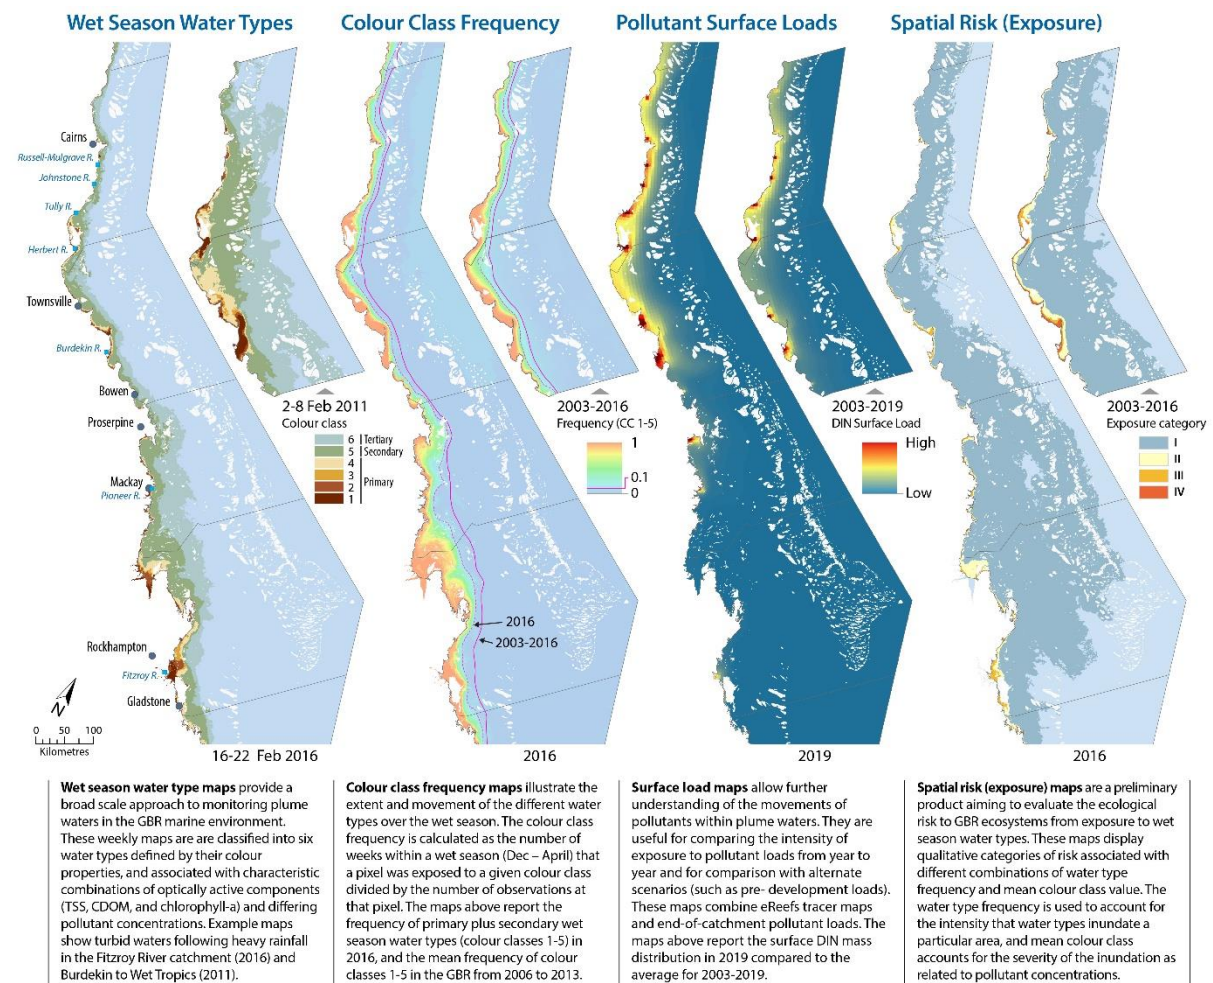 Wet Season Water Types
Colour Class Frequency
Pollutant Surface Loads
Spatial Risk (Exposure)
Cairns
Russell-Mulgrave R.
Johnstone R.
Tully R.
Herbert R.
Townsville
Burdekin R.
Bowen
Proserpine
Mackay
Pioneer R.
Rockhampton
Fitzroy R.
Gladstone
N
0 50 100
Kilometres
2-8 Feb 2011
Colour class
6 Tertiary
5 Secondary
4
3
2 Primary
1
16-22 Feb 2016
2003-2016
Frequency (CC 1-5)
1
0.1
0
2016
2003-2016
2016
2003-2019
DIN Surface Load
High
Low
2019
2003-2016
Exposure category
I
II
III
IV
2016
Wet season water type maps provide a
broad scale approach to monitoring plume
waters in the GBR marine environment.
These weekly maps are are classified into six
water types defined by their colour
properties, and associated with characteristic
combinations of optically active components
(TSS, CDOM, and chlorophyll-a) and differing
pollutant concentrations. Example maps
show turbid waters following heavy rainfall
in the Fitzroy River catchment (2016) and
Burdekin to Wet Tropics (2011).
Colour class frequency maps illustrate the
extent and movement of the different water
types over the wet season. The colour class
frequency is calculated as the number of
weeks within a wet season (Dec – April) that
a pixel was exposed to a given colour class
divided by the number of observations at
that pixel. The maps above report the
frequency of primary plus secondary wet
season water types (colour classes 1-5) in
2016, and the mean frequency of colour
classes 1-5 in the GBR from 2006 to 2013.
Surface load maps allow further
understanding of the movements of
pollutants within plume waters. They are
useful for comparing the intensity of
exposure to pollutant loads from year to
year and for comparison with alternate
scenarios (such as pre- development loads).
These maps combine eReefs tracer maps
and end-of-catchment pollutant loads. The
maps above report the surface DIN mass
distribution in 2019 compared to the
average for 2003-2019.
Spatial risk (exposure) maps are a preliminary
product aiming to evaluate the ecological
risk to GBR ecosystems from exposure to wet
season water types. These maps display
qualitative categories of risk associated with
different combinations of water type
frequency and mean colour class value. The
water type frequency is used to account for
the intensity that water types inundate a
particular area, and mean colour class
accounts for the severity of the inundation as
related to pollutant concentrations.